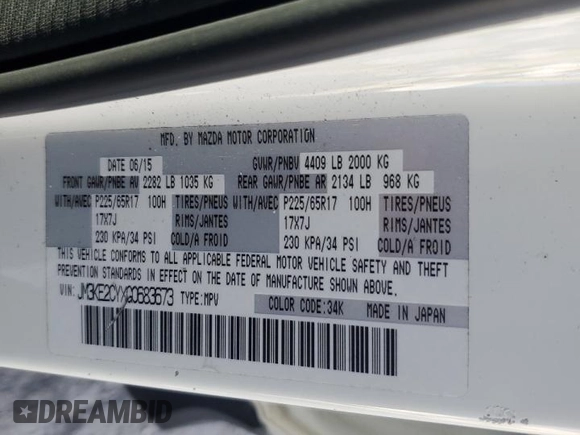 MFD. BY MAZDA MOTOR CORPORATION
DATE 06/15 GVWR/PNBV 4409 LB 2000 KG
FRONT GAWR/PNBE AV 2282 LB 1035 KG REAR GAWR/PNBE AR 2134 LB 968 KG
WITH/AVEC P225/65R17 100H TIRES/PNEUS WITH/AVEC P225/65R17 100H TIRES/PNEUS
17X7J RIMS/JANTES 17X7J RIMS/JANTES
230 KPA/34 PSI COLD/A FROID 230 KPA/34 PSI COLD/A FROID
THIS VEHICLE CONFORMS TO ALL APPLICABLE FEDERAL MOTOR VEHICLE SAFETY AND THEFT
PREVENTION STANDARDS IN EFFECT ON THE DATE OF MANUFACTURE SHOWN ABOVE.
VIN: JM3KE2CYXG0683673 TYPE: MPV
COLOR CODE: 34K MADE IN JAPAN
DREAMBID